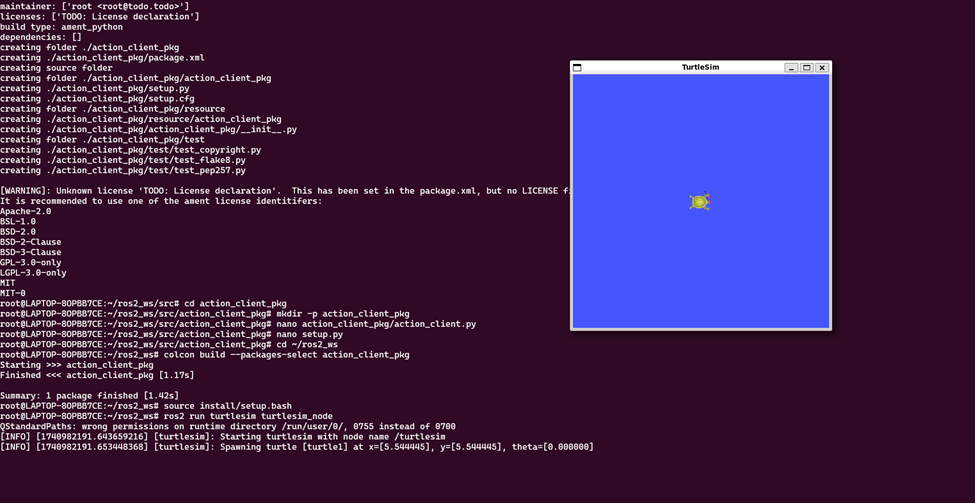 maintainer: ['root <root@todo.todo>']
licenses: ['TODO: License declaration']
build type: ament_python
dependencies: []
creating folder ./action_client_pkg
creating ./action_client_pkg/package.xml
creating source folder
creating folder ./action_client_pkg/action_client_pkg
creating ./action_client_pkg/setup.py
creating ./action_client_pkg/setup.cfg
creating folder ./action_client_pkg/resource
creating ./action_client_pkg/resource/action_client_pkg
creating ./action_client_pkg/action_client_pkg/__init__.py
creating folder ./action_client_pkg/test
creating ./action_client_pkg/test/test_copyright.py
creating ./action_client_pkg/test/test_flake8.py
creating ./action_client_pkg/test/test_pep257.py
[WARNING]: Unknown license 'TODO: License declaration'.  This has been set in the package.xml, but no LICENSE f
It is recommended to use one of the ament license identitifers:
Apache-2.0
BSL-1.0
BSD-2.0
BSD-2-Clause
BSD-3-Clause
GPL-3.0-only
LGPL-3.0-only
MIT
MIT-0
root@LAPTOP-8OPBB7CE:~/ros2_ws/src# cd action_client_pkg
root@LAPTOP-8OPBB7CE:~/ros2_ws/src/action_client_pkg# mkdir -p action_client_pkg
root@LAPTOP-8OPBB7CE:~/ros2_ws/src/action_client_pkg# nano action_client_pkg/action_client.py
root@LAPTOP-8OPBB7CE:~/ros2_ws/src/action_client_pkg# nano setup.py
root@LAPTOP-8OPBB7CE:~/ros2_ws/src/action_client_pkg# cd ~/ros2_ws
root@LAPTOP-8OPBB7CE:~/ros2_ws# colcon build --packages-select action_client_pkg
Starting >>> action_client_pkg
Finished <<< action_client_pkg [1.17s]
Summary: 1 package finished [1.42s]
root@LAPTOP-8OPBB7CE:~/ros2_ws# source install/setup.bash
root@LAPTOP-8OPBB7CE:~/ros2_ws# ros2 run turtlesim turtlesim_node
QStandardPaths: wrong permissions on runtime directory /run/user/0/, 0755 instead of 0700
[INFO] [1740982191.643659216] [turtlesim]: Starting turtlesim with node name /turtlesim
[INFO] [1740982191.653448368] [turtlesim]: Spawning turtle [turtle1] at x=[5.544445], y=[5.544445], theta=[0.000000]
TurtleSim